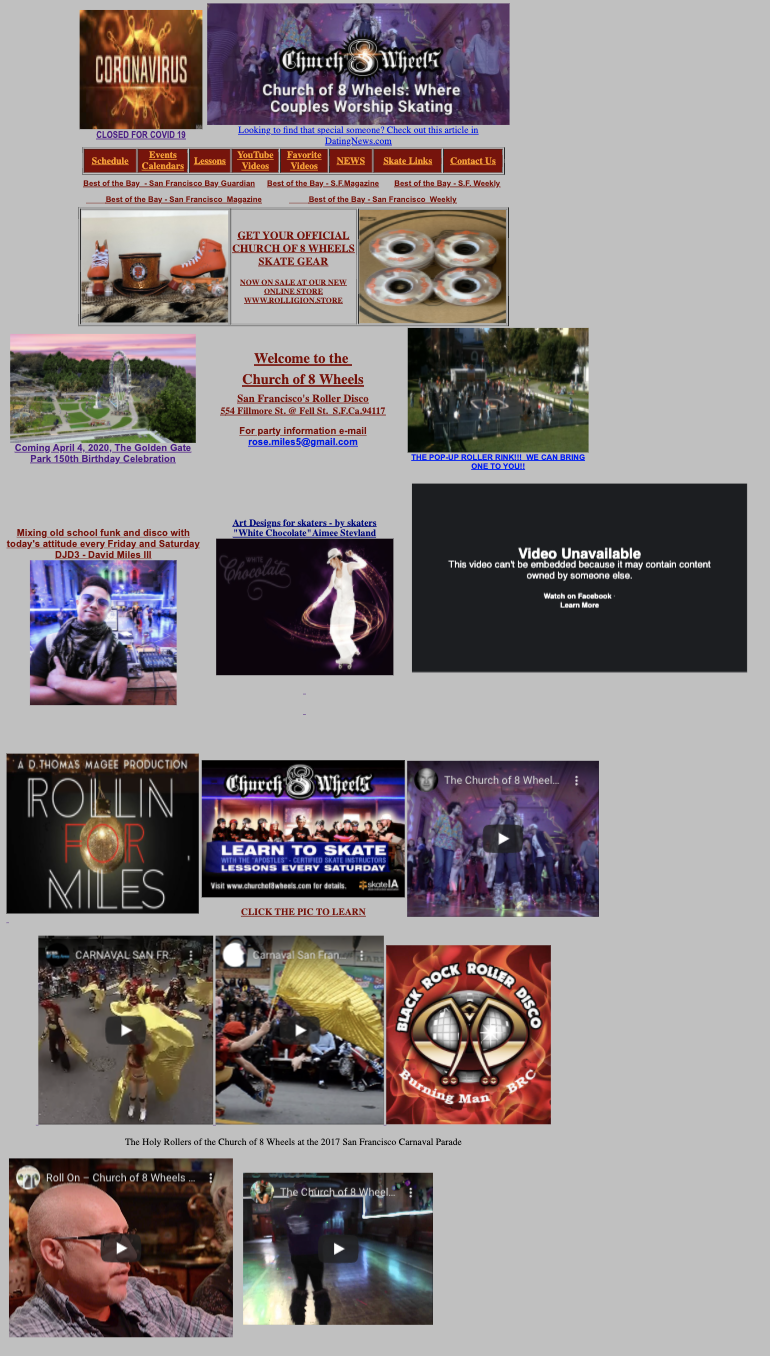 CORONAVIRUS
CLOSED FOR COVID 19
Church 8 Wheels
Church of 8 Wheels: Where
Couples Worship Skating
Looking to find that special someone? Check out this article in
DatingNews.com
Schedule
Events
Calendars
Lessons
YouTube
Videos
Favorite
Videos
NEWS
Skate Links
Contact Us
Best of the Bay - San Francisco Bay Guardian
Best of the Bay - S.F.Magazine
Best of the Bay - S.F. Weekly
Best of the Bay - San Francisco Magazine
Best of the Bay - San Francisco Weekly
GET YOUR OFFICIAL
CHURCH OF 8 WHEELS
SKATE GEAR
NOW ON SALE AT OUR NEW
ONLINE STORE
WWW.ROLLIGION.STORE
Coming April 4, 2020, The Golden Gate
Park 150th Birthday Celebration
Welcome to the
Church of 8 Wheels
San Francisco's Roller Disco
554 Fillmore St. @ Fell St. S.F.Ca.94117
For party information e-mail
rose.miles5@gmail.com
THE POP-UP ROLLER RINK!!! WE CAN BRING
ONE TO YOU!!
Mixing old school funk and disco with
today's attitude every Friday and Saturday
DJD3 - David Miles III
Art Designs for skaters - by skaters
"White Chocolate"Aimee Stevland
WHITE
Chocolate
Video Unavailable
This video can't be embedded because it may contain content
owned by someone else.
Watch on Facebook ·
Learn More
A D.THOMAS MAGEE PRODUCTION
ROLLIN
FOR
MILES
Church 8 Wheels
LEARN TO SKATE
WITH THE "APOSTLES" - CERTIFIED SKATE INSTRUCTORS
LESSONS EVERY SATURDAY
Visit www.churchof8wheels.com for details.
skateIA
CLICK THE PIC TO LEARN
The Church of 8 Wheel...
CARNAVAL SAN FR...
Carnaval San Fran...
BLACK ROCK ROLLER DISCO
Burning Man BRC
The Holy Rollers of the Church of 8 Wheels at the 2017 San Francisco Carnaval Parade
Roll On – Church of 8 Wheels ...
The Church of 8 Wheel...